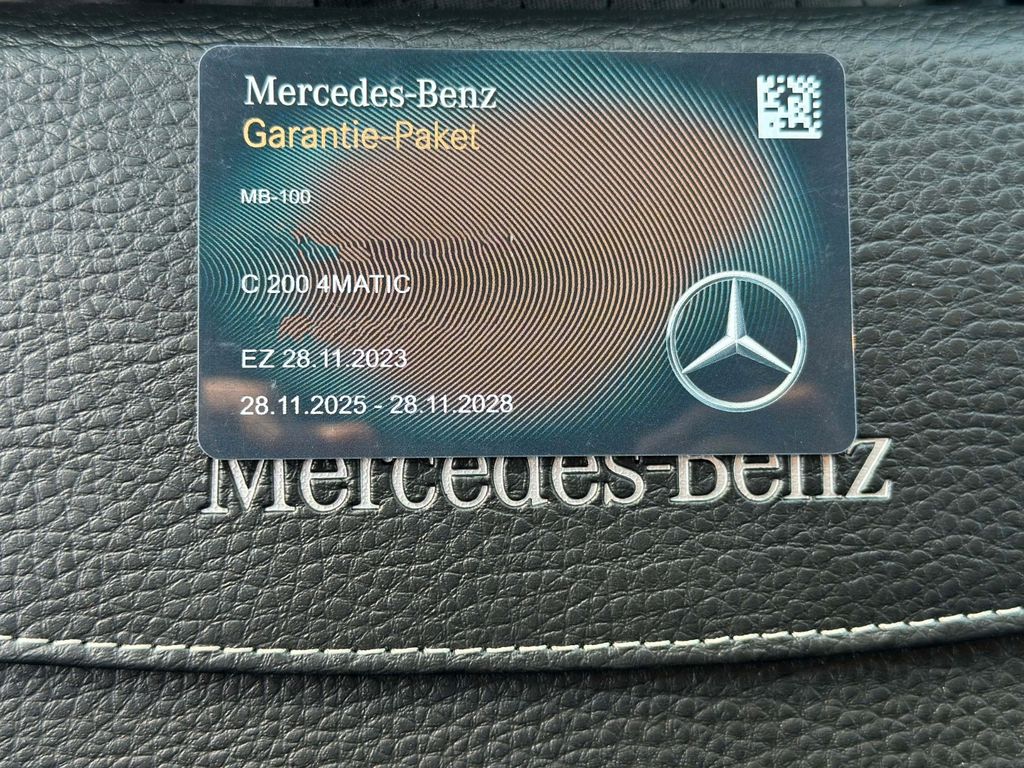 Mercedes-Benz
Garantie-Paket
MB-100
C 200 4MATIC
EZ 28.11.2023
28.11.2025 - 28.11.2028
Mercedes-Benz